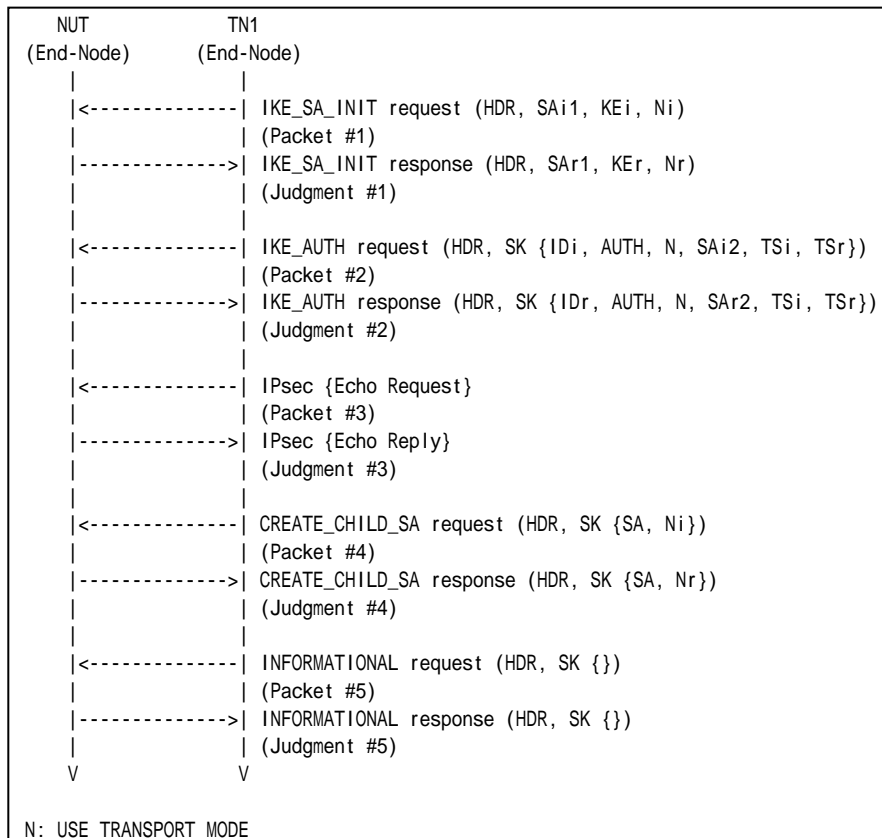 NUT TN1
(End-Node) (End-Node)
| |
|<--------------| IKE_SA_INIT request (HDR, SAi1, KEi, Ni)
| | (Packet #1)
|-------------->| IKE_SA_INIT response (HDR, SAr1, KEr, Nr)
| | (Judgment #1)
| |
|<--------------| IKE_AUTH request (HDR, SK {IDi, AUTH, N, SAi2, TSi, TSr})
| | (Packet #2)
|-------------->| IKE_AUTH response (HDR, SK {IDr, AUTH, N, SAr2, TSi, TSr})
| | (Judgment #2)
| |
|<--------------| IPsec {Echo Request}
| | (Packet #3)
|-------------->| IPsec {Echo Reply}
| | (Judgment #3)
| |
|<--------------| CREATE_CHILD_SA request (HDR, SK {SA, Ni})
| | (Packet #4)
|-------------->| CREATE_CHILD_SA response (HDR, SK {SA, Nr})
| | (Judgment #4)
| |
|<--------------| INFORMATIONAL request (HDR, SK {})
| | (Packet #5)
|-------------->| INFORMATIONAL response (HDR, SK {})
| | (Judgment #5)
V V
N: USE TRANSPORT MODE